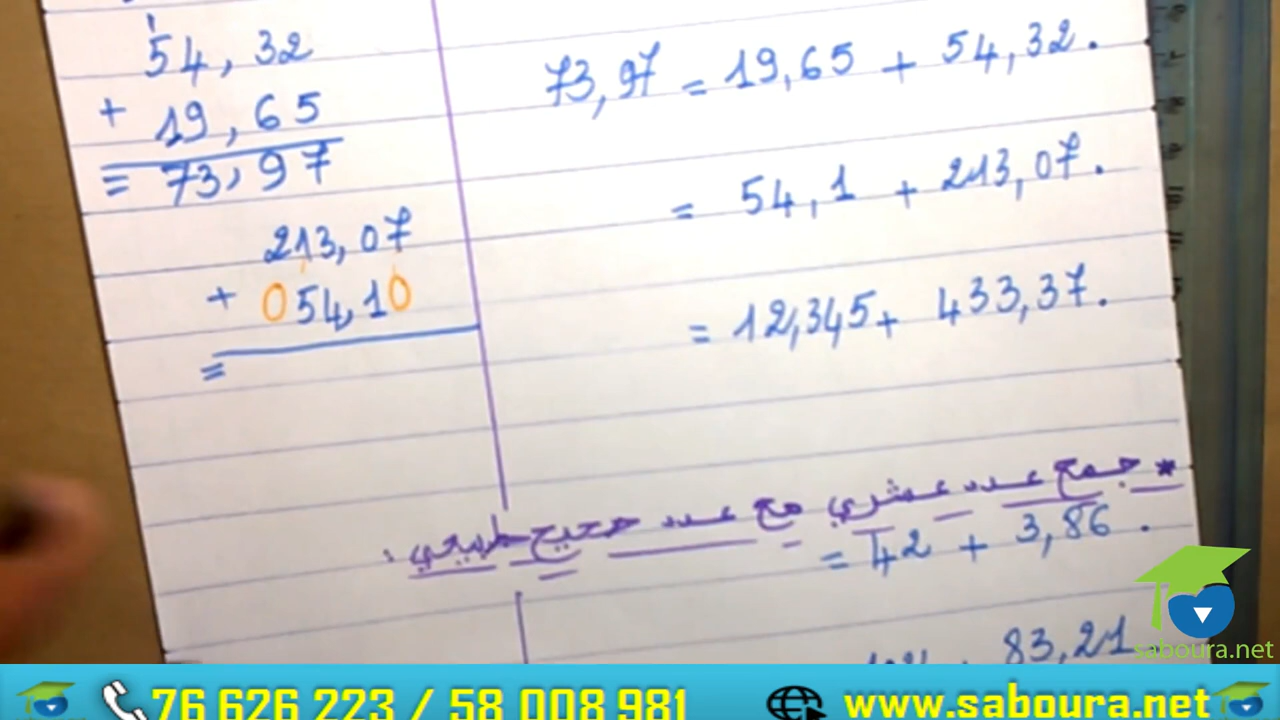 54,32
+ 19,65
= 73,97
213,07
+ 054,10
=
73,97 = 19,65 + 54,32.
= 54,1 + 213,07.
= 12,345 + 433,37.
* جمع عدد عشري مع عدد صحيح طبيعي :
= 42 + 3,86 .
83,21
saboura.net
76 626 223 / 58 008 981
www.saboura.net